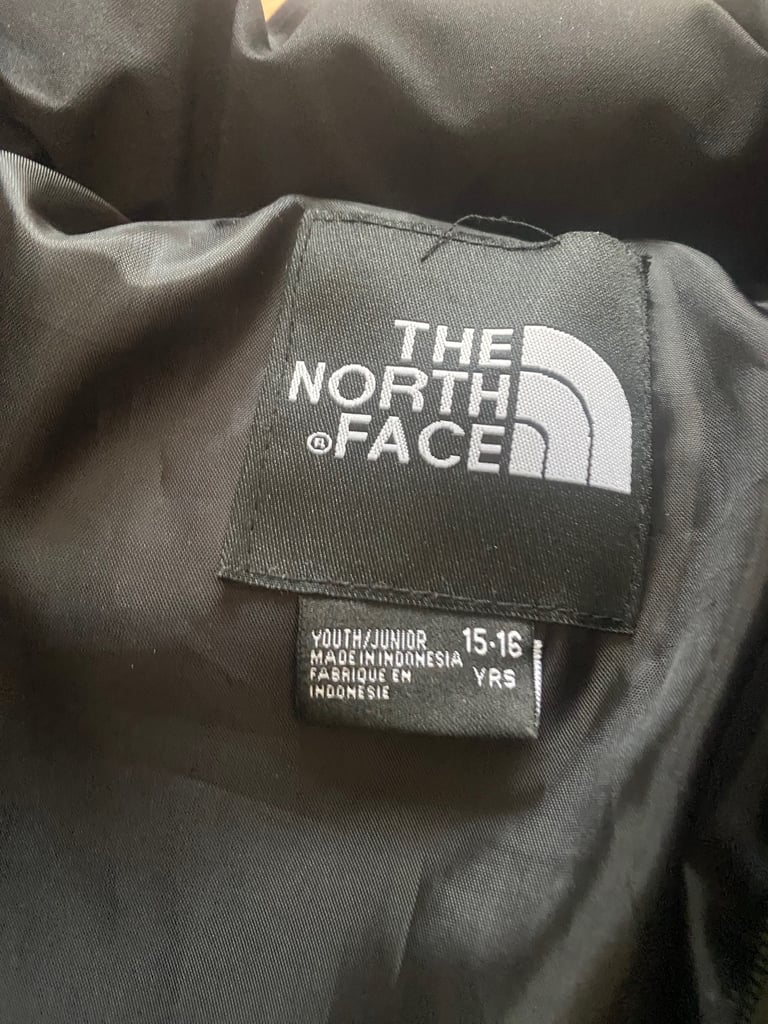 THE
NORTH
®FACE
YOUTH/JUNIOR 15-16
MADE IN INDONESIA YRS
FABRIQUE EN
INDONESIE